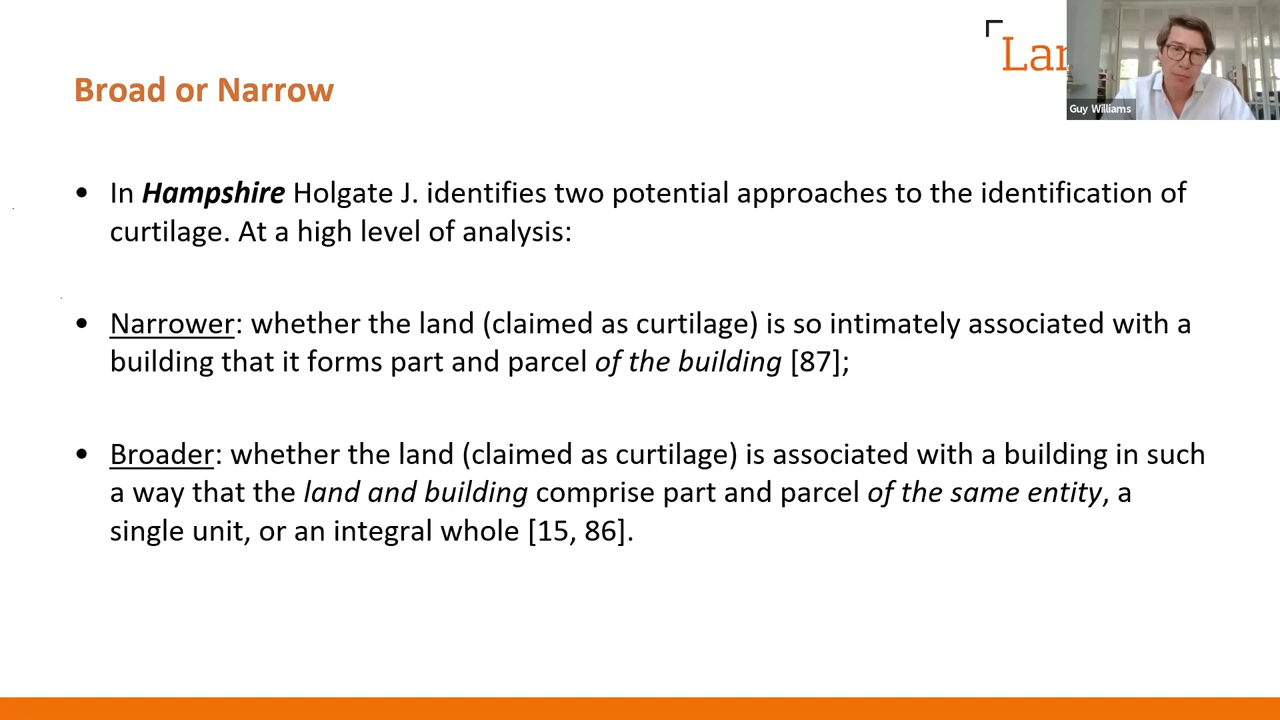 Lan
Guy Williams
Broad or Narrow
• In Hampshire Holgate J. identifies two potential approaches to the identification of
curtilage. At a high level of analysis:
• Narrower: whether the land (claimed as curtilage) is so intimately associated with a
building that it forms part and parcel of the building [87];
• Broader: whether the land (claimed as curtilage) is associated with a building in such
a way that the land and building comprise part and parcel of the same entity, a
single unit, or an integral whole [15, 86].